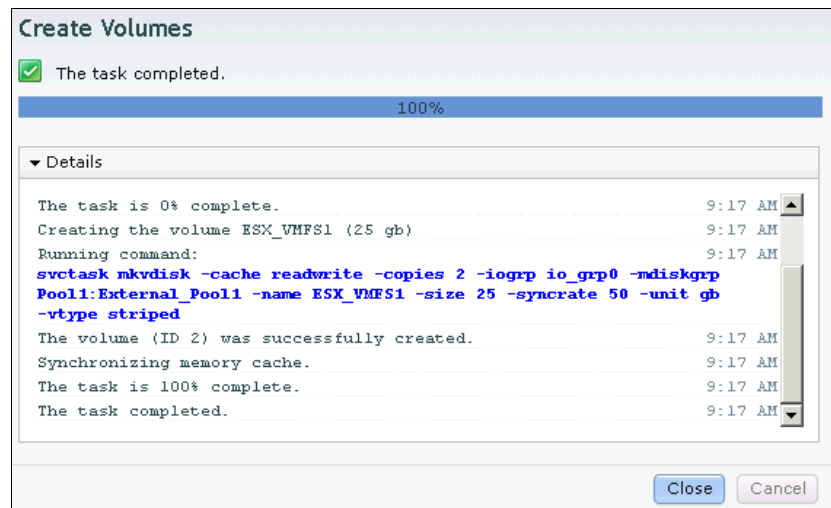 Create Volumes
The task completed.
100%
Details
The task is 0% complete. 9:17 AM
Creating the volume ESX_VMFS1 (25 gb) 9:17 AM
Running command: 9:17 AM
svctask mkvdisk -cache readwrite -copies 2 -iogrp io_grp0 -mdiskgrp
Pool1:External_Pool1 -name ESX_VMFS1 -size 25 -syncrate 50 -unit gb
-vtype striped
The volume (ID 2) was successfully created. 9:17 AM
Synchronizing memory cache. 9:17 AM
The task is 100% complete. 9:17 AM
The task completed. 9:17 AM
Close Cancel